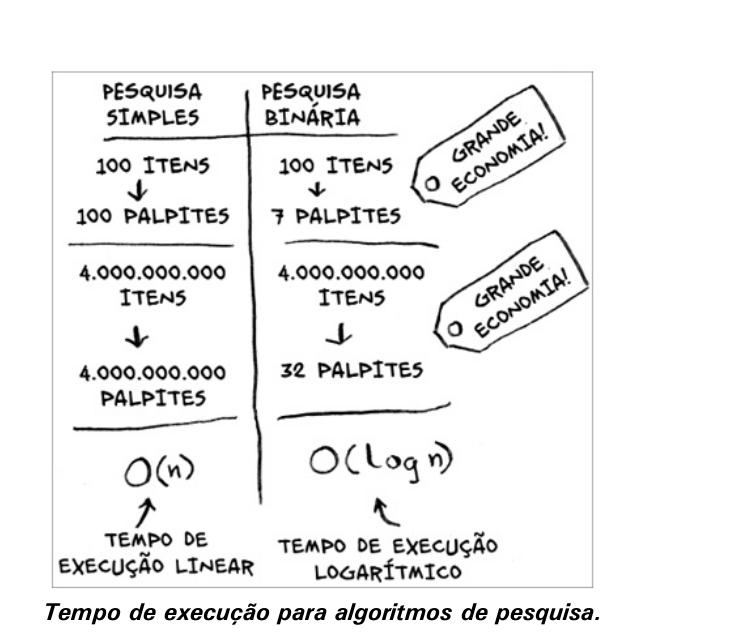 PESQUISA
SIMPLES
100 ITENS
100 PALPITES
4.000.000.000
ITENS
4.000.000.000
PALPITES
O(n)
TEMPO DE
EXECUÇÃO LINEAR
PESQUISA
BINÁRIA
100 ITENS
7 PALPITES
4.000.000.000
ITENS
32 PALPITES
O(log n)
TEMPO DE EXECUÇÃO
LOGARÍTMICO
GRANDE
ECONOMIA!
GRANDE
ECONOMIA!
Tempo de execução para algoritmos de pesquisa.